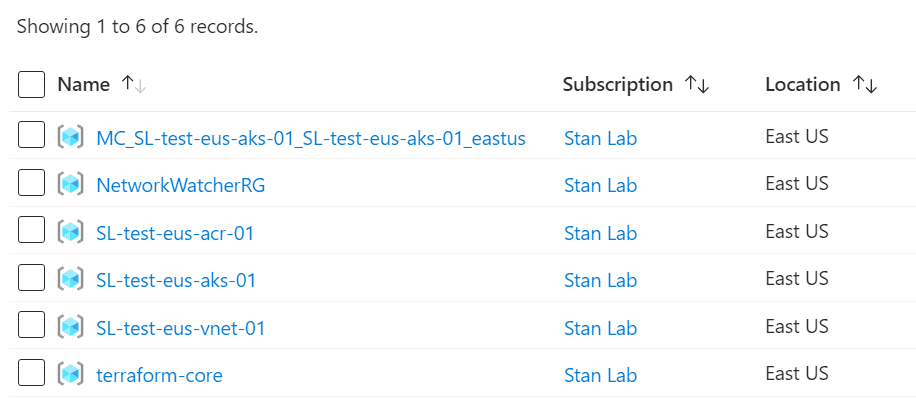 Showing 1 to 6 of 6 records.
Name Subscription Location
MC_SL-test-eus-aks-01_SL-test-eus-aks-01_eastus Stan Lab East US
NetworkWatcherRG Stan Lab East US
SL-test-eus-acr-01 Stan Lab East US
SL-test-eus-aks-01 Stan Lab East US
SL-test-eus-vnet-01 Stan Lab East US
terraform-core Stan Lab East US